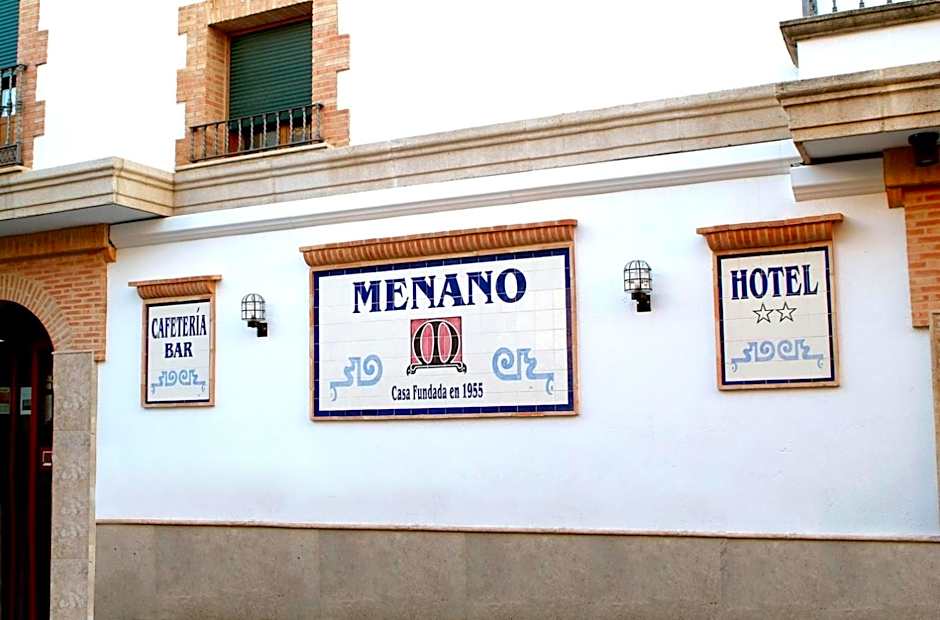 CAFETERÍA
BAR
MENANO
M
Casa Fundada en 1955
HOTEL